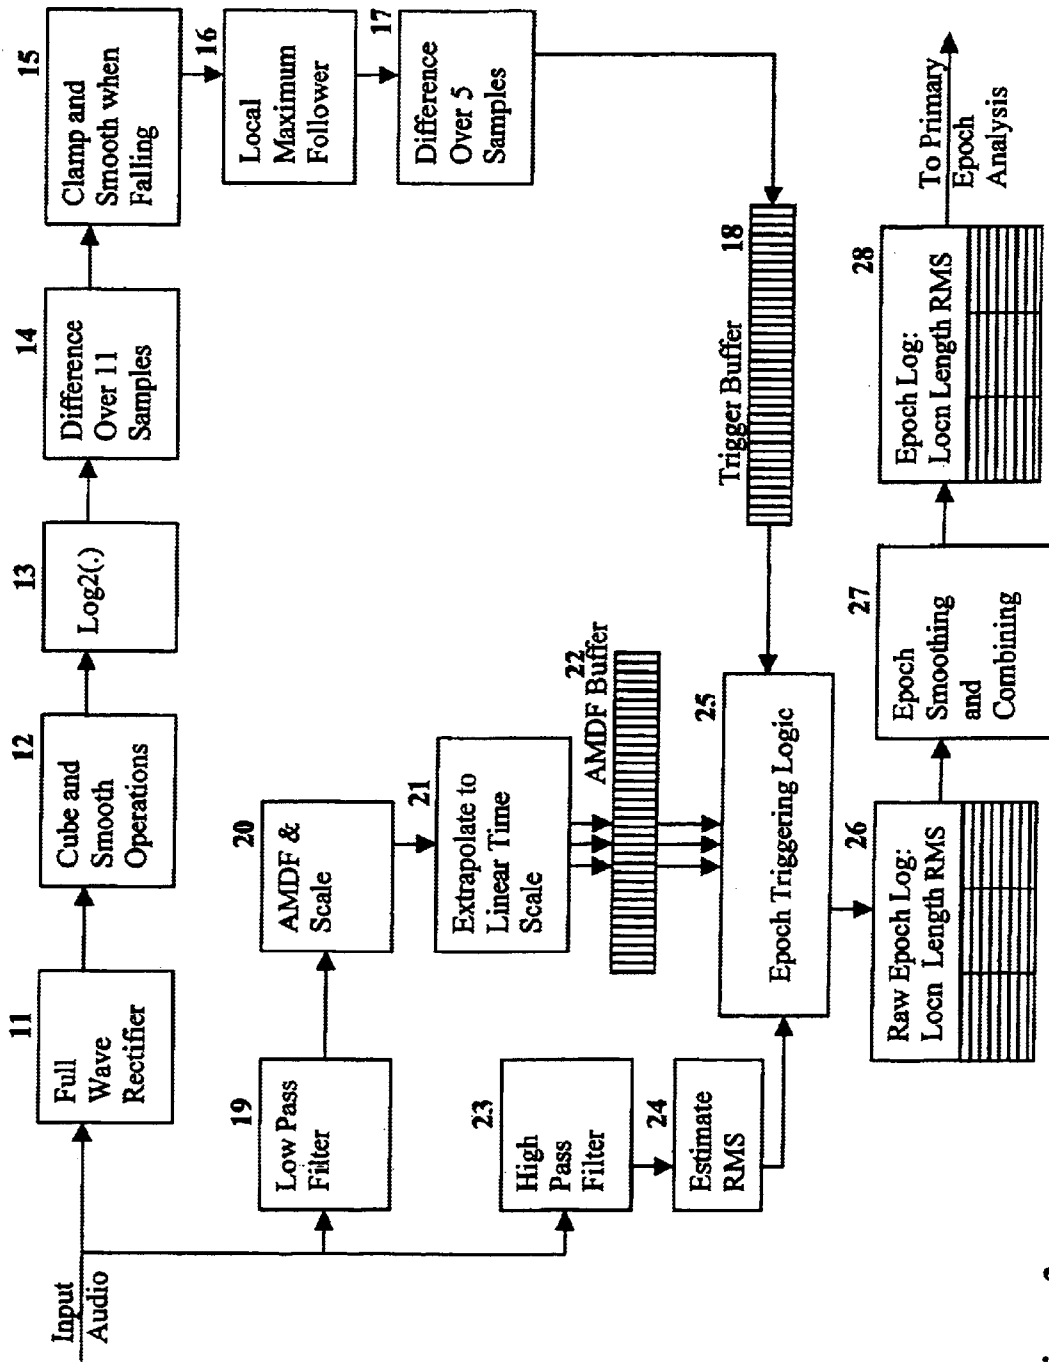 Input
Audio
11
Full
Wave
Rectifier
12
Cube and
Smooth
Operations
13
Log2(.)
14
Difference
Over 11
Samples
15
Clamp and
Smooth when
Falling
16
Local
Maximum
Follower
17
Difference
Over 5
Samples
18
Trigger Buffer
19
Low Pass
Filter
20
AMDF &
Scale
21
Extrapolate to
Linear Time
Scale
22
AMDF Buffer
23
High
Pass
Filter
24
Estimate
RMS
25
Epoch Triggering Logic
26
Raw Epoch Log:
Locn Length RMS
27
Epoch
Smoothing
and
Combining
28
Epoch Log:
Locn Length RMS
To Primary
Epoch
Analysis